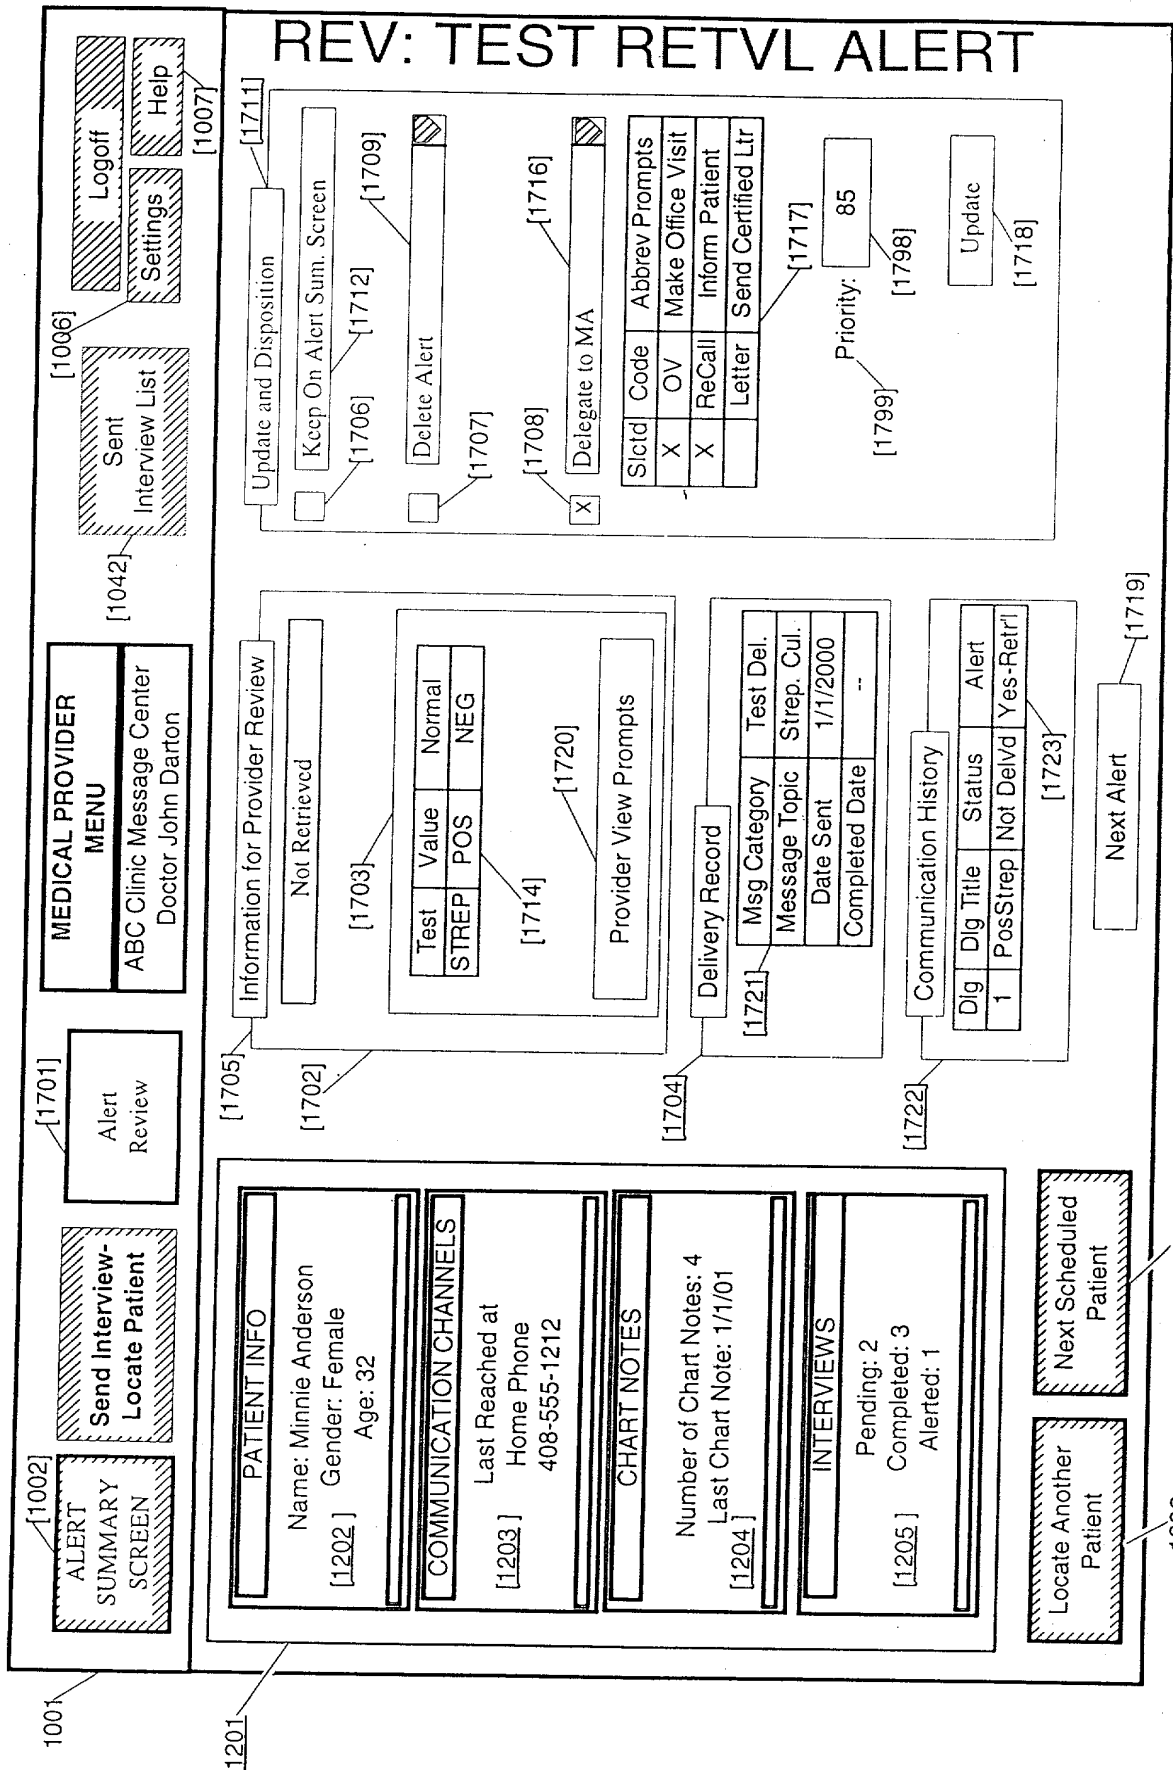 1001
[1002]
ALERT
SUMMARY
SCREEN
Send Interview-
Locate Patient
[1701]
Alert
Review
MEDICAL PROVIDER
MENU
ABC Clinic Message Center
Doctor John Darton
[1042]
Sent
Interview List
[1006]
Logoff
Settings
Help
[1007]
REV: TEST RETVL ALERT
1201
PATIENT INFO
Name: Minnie Anderson
Gender: Female
Age: 32
[1202]
COMMUNICATION CHANNELS
Last Reached at
Home Phone
408-555-1212
[1203]
CHART NOTES
Number of Chart Notes: 4
Last Chart Note: 1/1/01
[1204]
INTERVIEWS
Pending: 2
Completed: 3
Alerted: 1
[1205]
Locate Another
Patient
Next Scheduled
Patient
[1705]
Information for Provider Review
[1702]
Not Retrieved
[1703]
Test Value Normal
STREP POS NEG
[1714]
[1720]
Provider View Prompts
[1704]
Delivery Record
[1721]
Msg Category Test Del.
Message Topic Strep. Cul.
Date Sent 1/1/2000
Completed Date --
[1722]
Communication History
Dlg Dlg Title Status Alert
1 PosStrep Not Delvd Yes-Retr'l
[1723]
Next Alert
[1719]
[1711]
Update and Disposition
Keep On Alert Sum. Screen
[1706]
[1712]
Delete Alert
[1707]
[1709]
[1708]
X Delegate to MA
[1716]
Slctd Code Abbrev Prompts
X OV Make Office Visit
X ReCall Inform Patient
Letter Send Certified Ltr
[1717]
Priority: 85
[1799]
[1798]
Update
[1718]